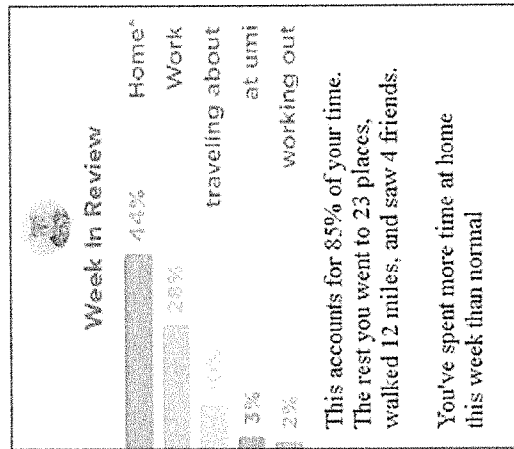 Week In Review
44% Home*
Work
traveling about
3% at umi
2% working out
This accounts for 85% of your time.
The rest you went to 23 places,
walked 12 miles, and saw 4 friends.
You've spent more time at home
this week than normal